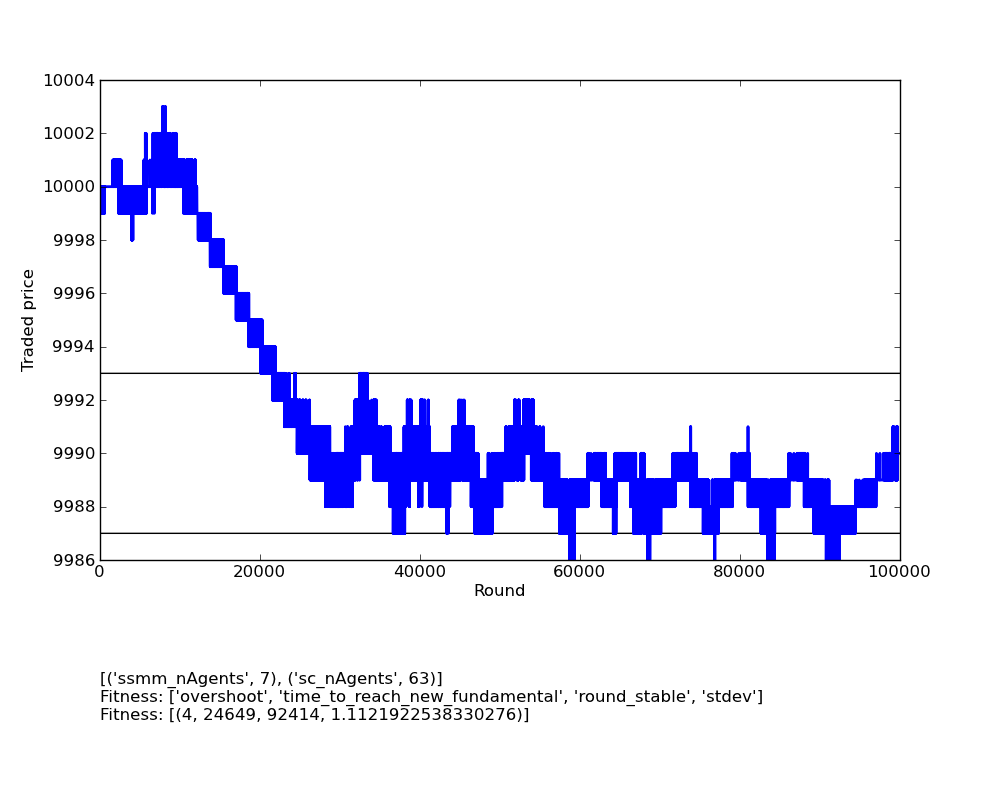 10004
10002
10000
9998
9996
9994
9992
9990
9988
9986
Traded price
0 20000 40000 60000 80000 100000
Round
[('ssmm_nAgents', 7), ('sc_nAgents', 63)]
Fitness: ['overshoot', 'time_to_reach_new_fundamental', 'round_stable', 'stdev']
Fitness: [(4, 24649, 92414, 1.1121922538330276)]